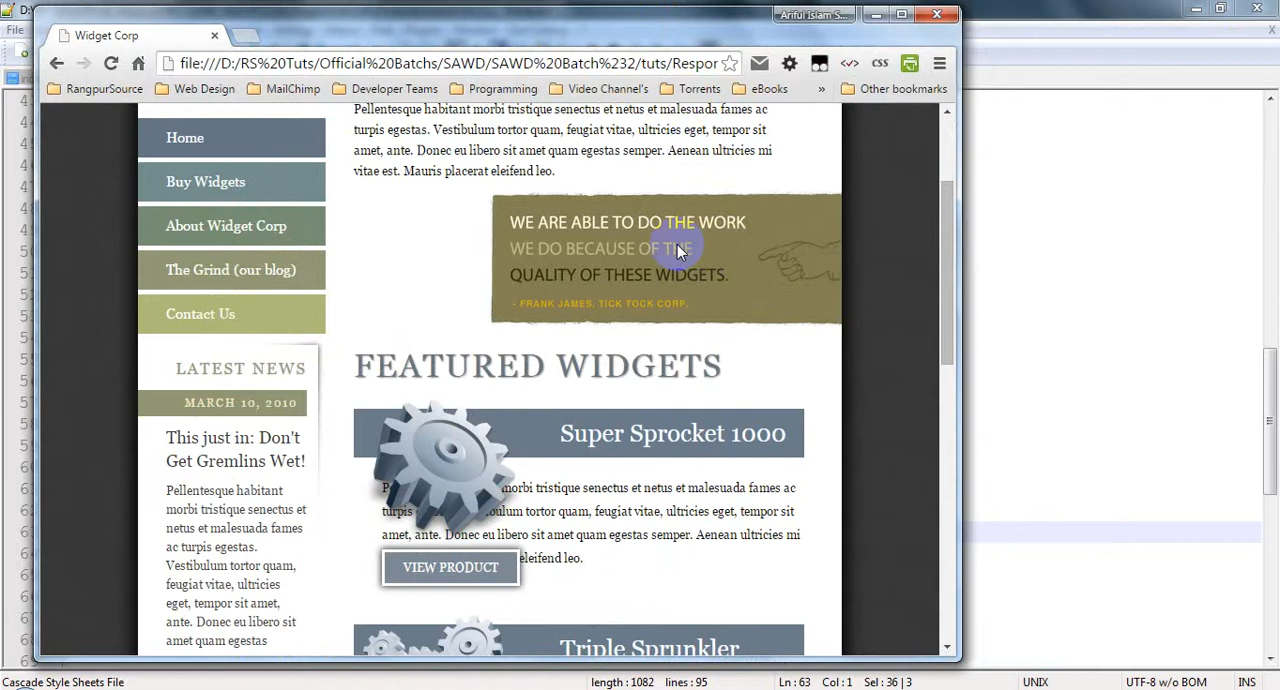 D:\
Ariful Islam S...
File
Widget Corp
file:///D:/RS%20Tuts/Official%20Batchs/SAWD/SAWD%20Batch%232/tuts/Respor
CSS
RangpurSource
Web Design
MailChimp
Developer Teams
Programming
Video Channel's
Torrents
eBooks
»
Other bookmarks
Pellentesque habitant morbi tristique senectus et netus et malesuada fames ac
turpis egestas. Vestibulum tortor quam, feugiat vitae, ultricies eget, tempor sit
amet, ante. Donec eu libero sit amet quam egestas semper. Aenean ultricies mi
vitae est. Mauris placerat eleifend leo.
Home
Buy Widgets
About Widget Corp
The Grind (our blog)
Contact Us
WE ARE ABLE TO DO THE WORK
WE DO BECAUSE OF THE
QUALITY OF THESE WIDGETS.
- FRANK JAMES, TICK TOCK CORP.
LATEST NEWS
MARCH 10, 2010
This just in: Don't
Get Gremlins Wet!
Pellentesque habitant
morbi tristique senectus
et netus et malesuada
fames ac turpis egestas.
Vestibulum tortor quam,
feugiat vitae, ultricies
eget, tempor sit amet,
ante. Donec eu libero sit
amet quam egestas
FEATURED WIDGETS
Super Sprocket 1000
morbi tristique senectus et netus et malesuada fames ac
turpis tortor quam, feugiat vitae, ultricies eget, tempor sit
amet, ante. Donec eu libero sit amet quam egestas semper. Aenean ultricies mi
eleifend leo.
VIEW PRODUCT
Triple Sprunkler
Cascade Style Sheets File
length : 1082 lines : 95
Ln : 63 Col : 1 Sel : 36 | 3
UNIX
UTF-8 w/o BOM
INS